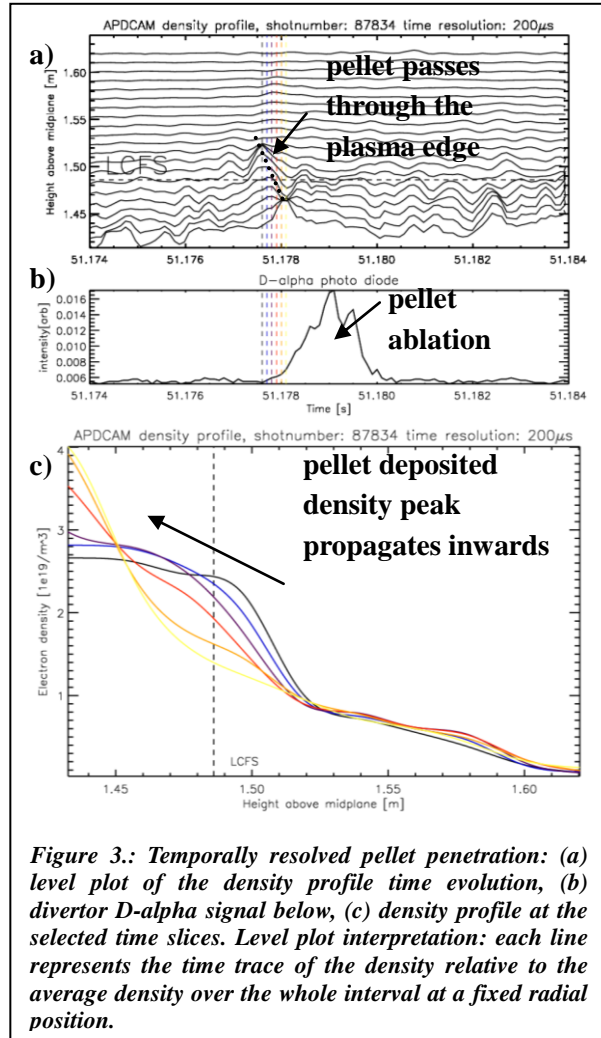 APDCAM density profile, shotnumber: 87834 time resolution: 200μs
a)
pellet passes
through the
plasma edge
Height above midplane [m]
1.60
1.55
1.50
1.45
LCFS
51.174 51.176 51.178 51.180 51.182 51.184
b)
D-alpha photo diode
pellet
ablation
intensity[arb]
0.016
0.014
0.012
0.010
0.008
0.006
51.174 51.176 51.178 51.180 51.182 51.184
Time [s]
APDCAM density profile, shotnumber: 87834 time resolution: 200μs
c)
pellet deposited
density peak
propagates inwards
Electron density [1e19/m^3]
4
3
2
1
LCFS
1.45 1.50 1.55 1.60
Height above midplane [m]
Figure 3.: Temporally resolved pellet penetration: (a)
level plot of the density profile time evolution, (b)
divertor D-alpha signal below, (c) density profile at the
selected time slices. Level plot interpretation: each line
represents the time trace of the density relative to the
average density over the whole interval at a fixed radial
position.